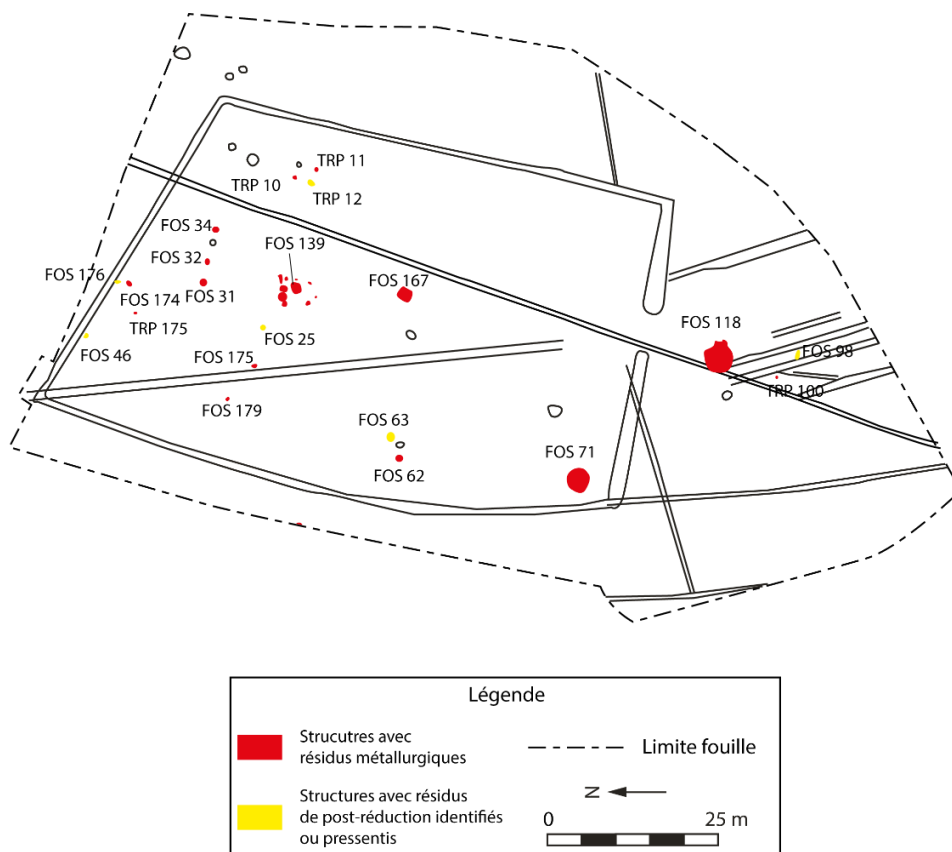 TRP 11
TRP 10
TRP 12
FOS 34
FOS 139
FOS 32
FOS 176
FOS 174
FOS 31
FOS 167
TRP 175
FOS 118
FOS 25
FOS 46
FOS 98
FOS 175
TRP 100
FOS 179
FOS 63
FOS 71
FOS 62
Légende
Strucutres avec
résidus métallurgiques
Limite fouille
Structures avec résidus
de post-réduction identifiés
ou pressentis
N
0
25 m